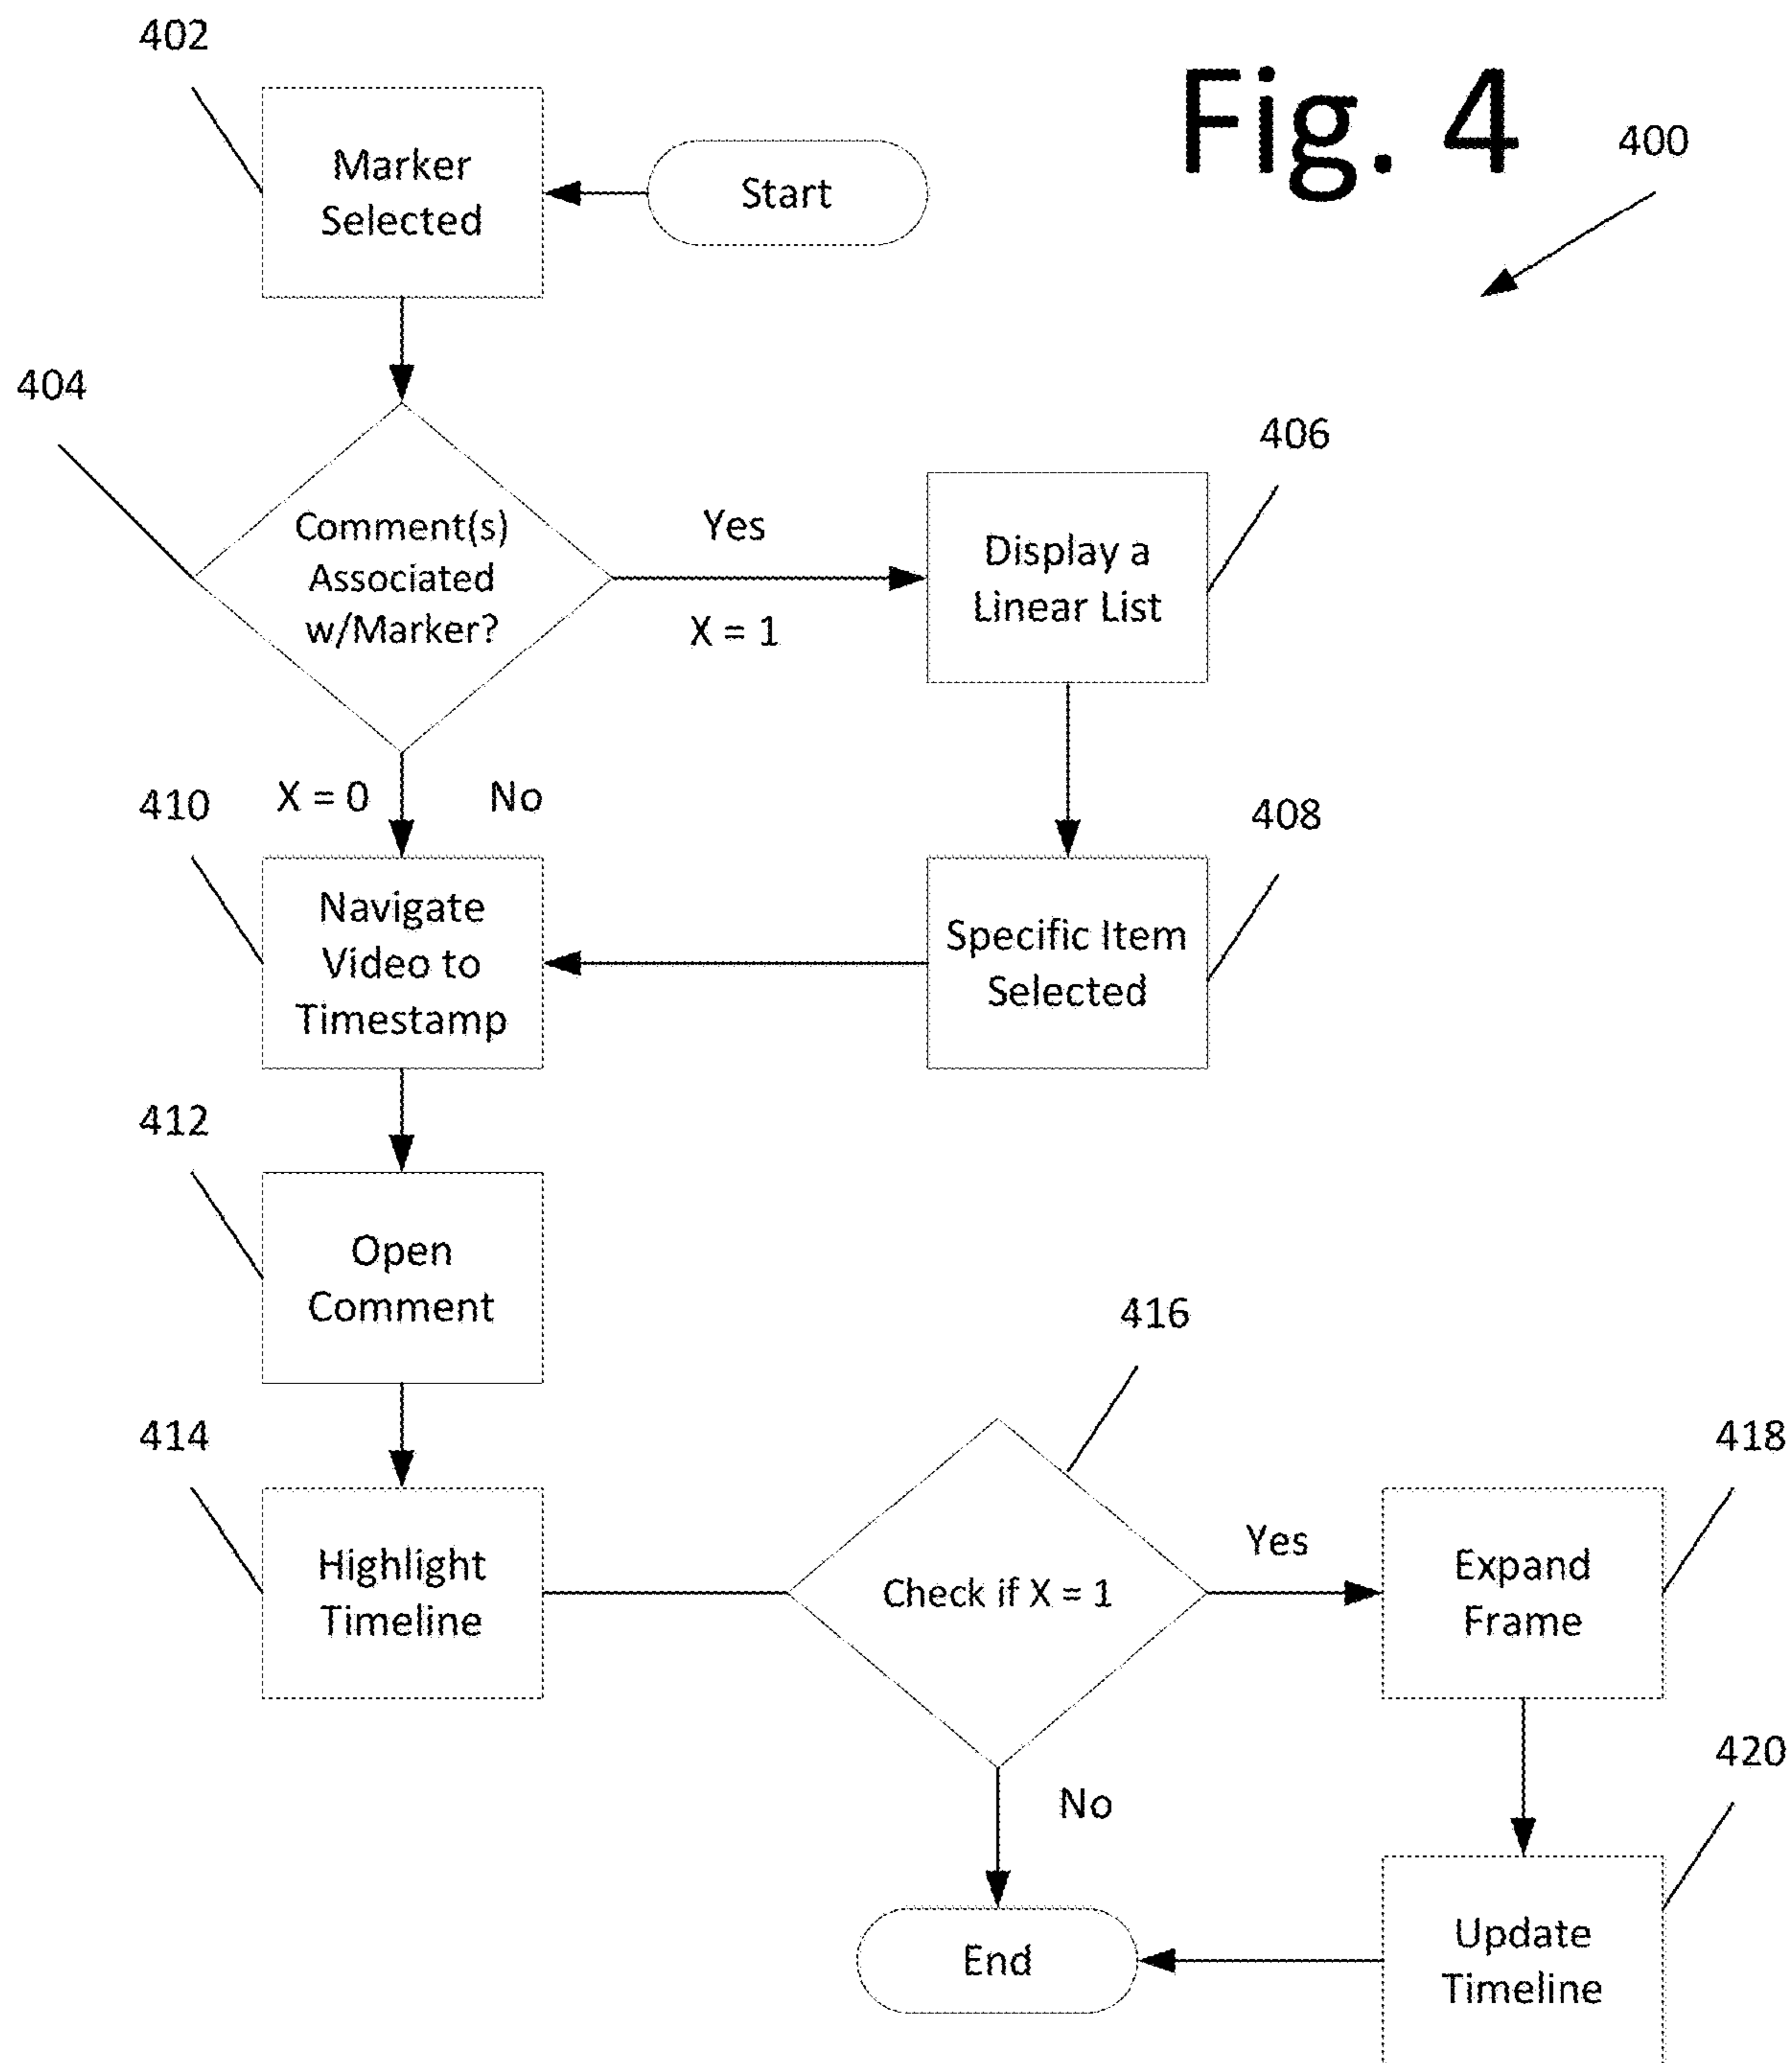 Fig. 4
400
402
Marker
Selected
Start
404
Comment(s)
Associated
w/Marker?
Yes
X = 1
406
Display a
Linear List
X = 0
No
410
Navigate
Video to
Timestamp
408
Specific Item
Selected
412
Open
Comment
414
Highlight
Timeline
416
Check if X = 1
Yes
418
Expand
Frame
No
420
Update
Timeline
End